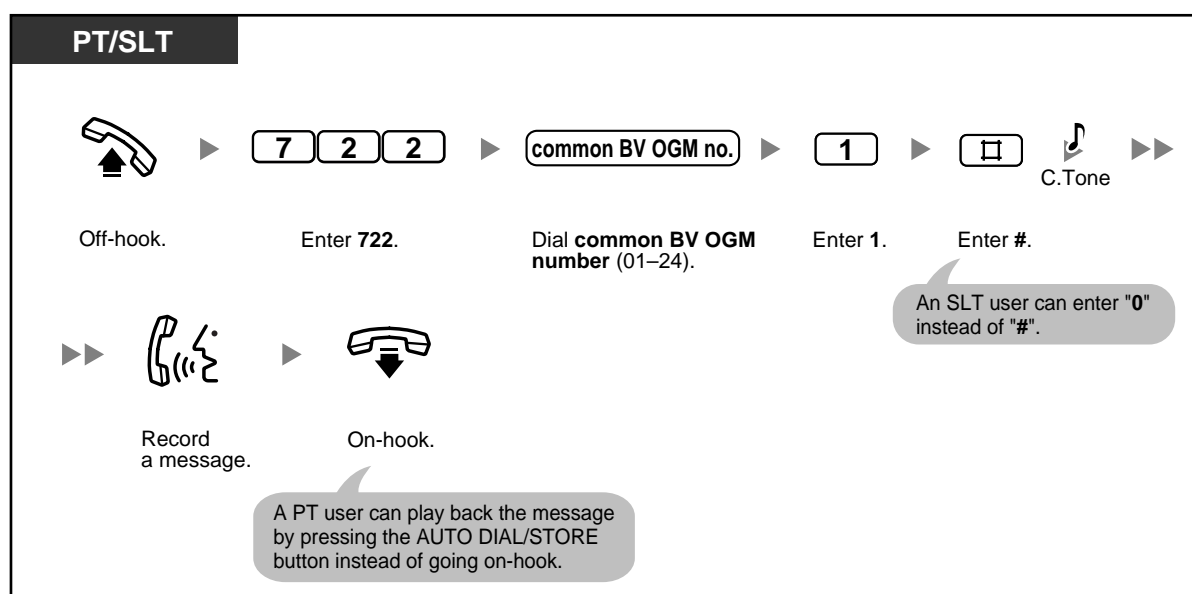 PT/SLT
7 2 2 common BV OGM no. 1 #
C.Tone
Off-hook. Enter 722. Dial common BV OGM Enter 1. Enter #.
number (01–24).
An SLT user can enter "0"
instead of "#".
Record On-hook.
a message.
A PT user can play back the message
by pressing the AUTO DIAL/STORE
button instead of going on-hook.